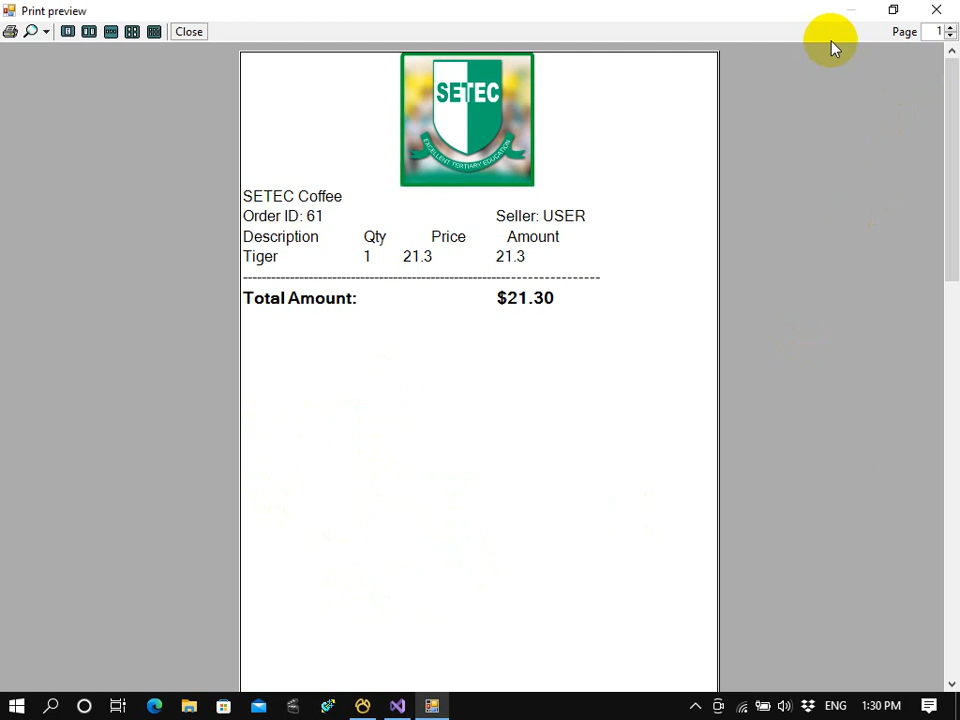 Print preview
Close
Page 1
SETEC
EXCELLENT TERTIARY EDUCATION
SETEC Coffee
Order ID: 61 Seller: USER
Description Qty Price Amount
Tiger 1 21.3 21.3
--------------------------------------------------------------------------------
Total Amount: $21.30
ENG 1:30 PM